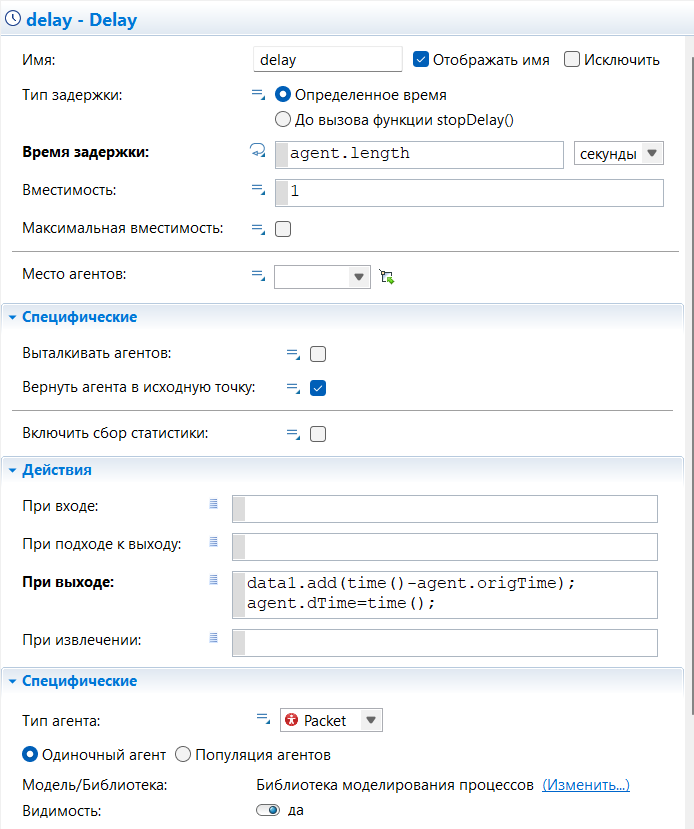 delay - Delay
Имя: delay Отображать имя Исключить
Тип задержки: Определенное время
До вызова функции stopDelay()
Время задержки: agent.length секунды
Вместимость: 1
Максимальная вместимость:
Место агентов:
Специфические
Выталкивать агентов:
Вернуть агента в исходную точку:
Включить сбор статистики:
Действия
При входе:
При подходе к выходу:
При выходе: data1.add(time()-agent.origTime);
agent.dTime=time();
При извлечении:
Специфические
Тип агента: Packet
Одиночный агент Популяция агентов
Модель/Библиотека: Библиотека моделирования процессов (Изменить...)
Видимость: да